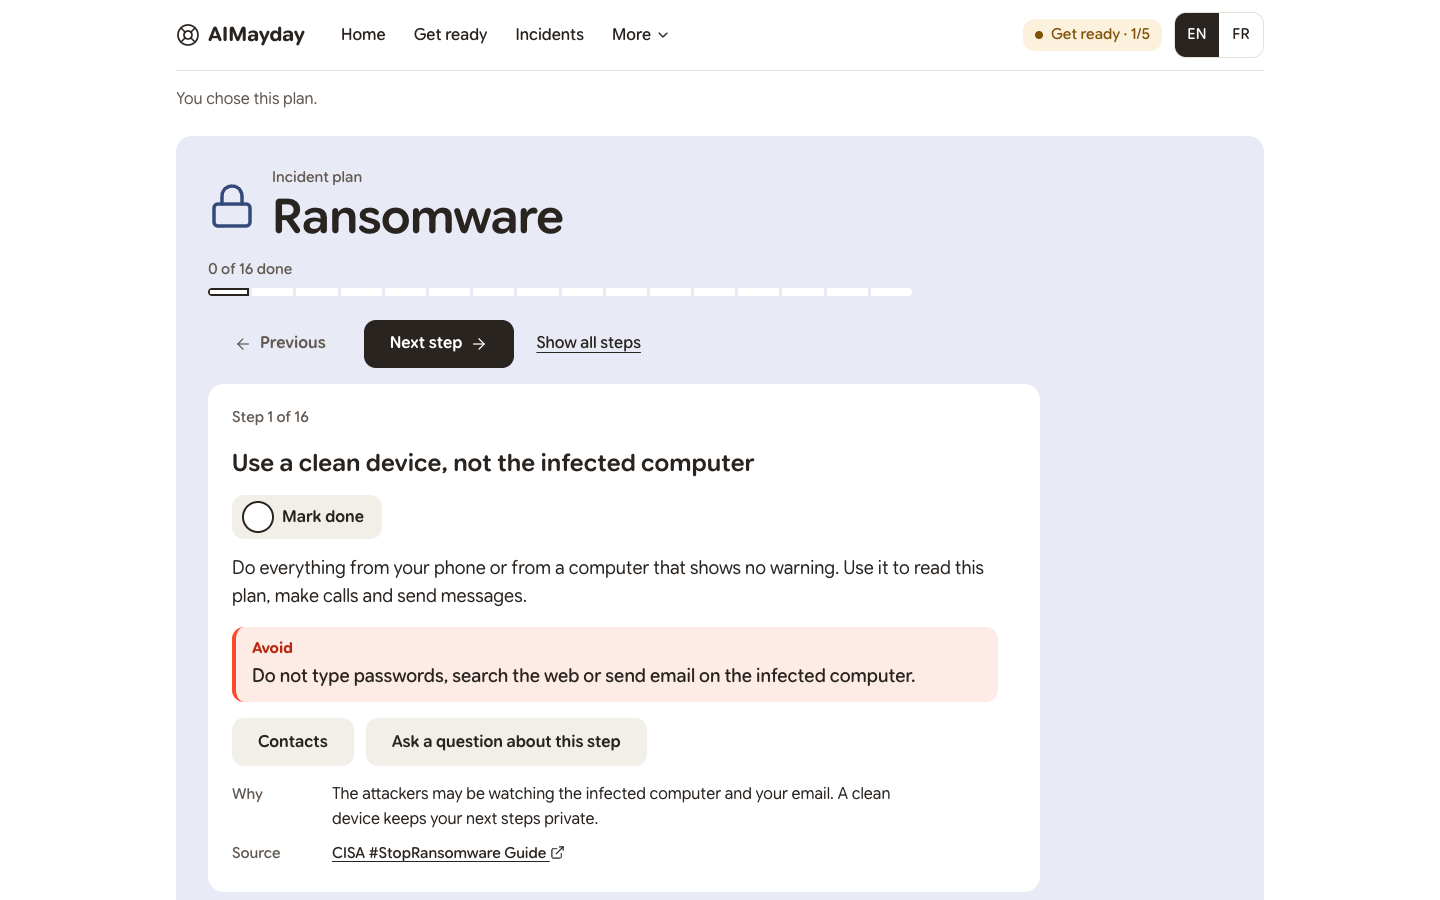 AIMayday
Home
Get ready
Incidents
More
Get ready · 1/5
EN
FR
You chose this plan.
Incident plan
Ransomware
0 of 16 done
Previous
Next step
Show all steps
Step 1 of 16
Use a clean device, not the infected computer
Mark done
Do everything from your phone or from a computer that shows no warning. Use it to read this
plan, make calls and send messages.
Avoid
Do not type passwords, search the web or send email on the infected computer.
Contacts
Ask a question about this step
Why
The attackers may be watching the infected computer and your email. A clean
device keeps your next steps private.
Source
CISA #StopRansomware Guide